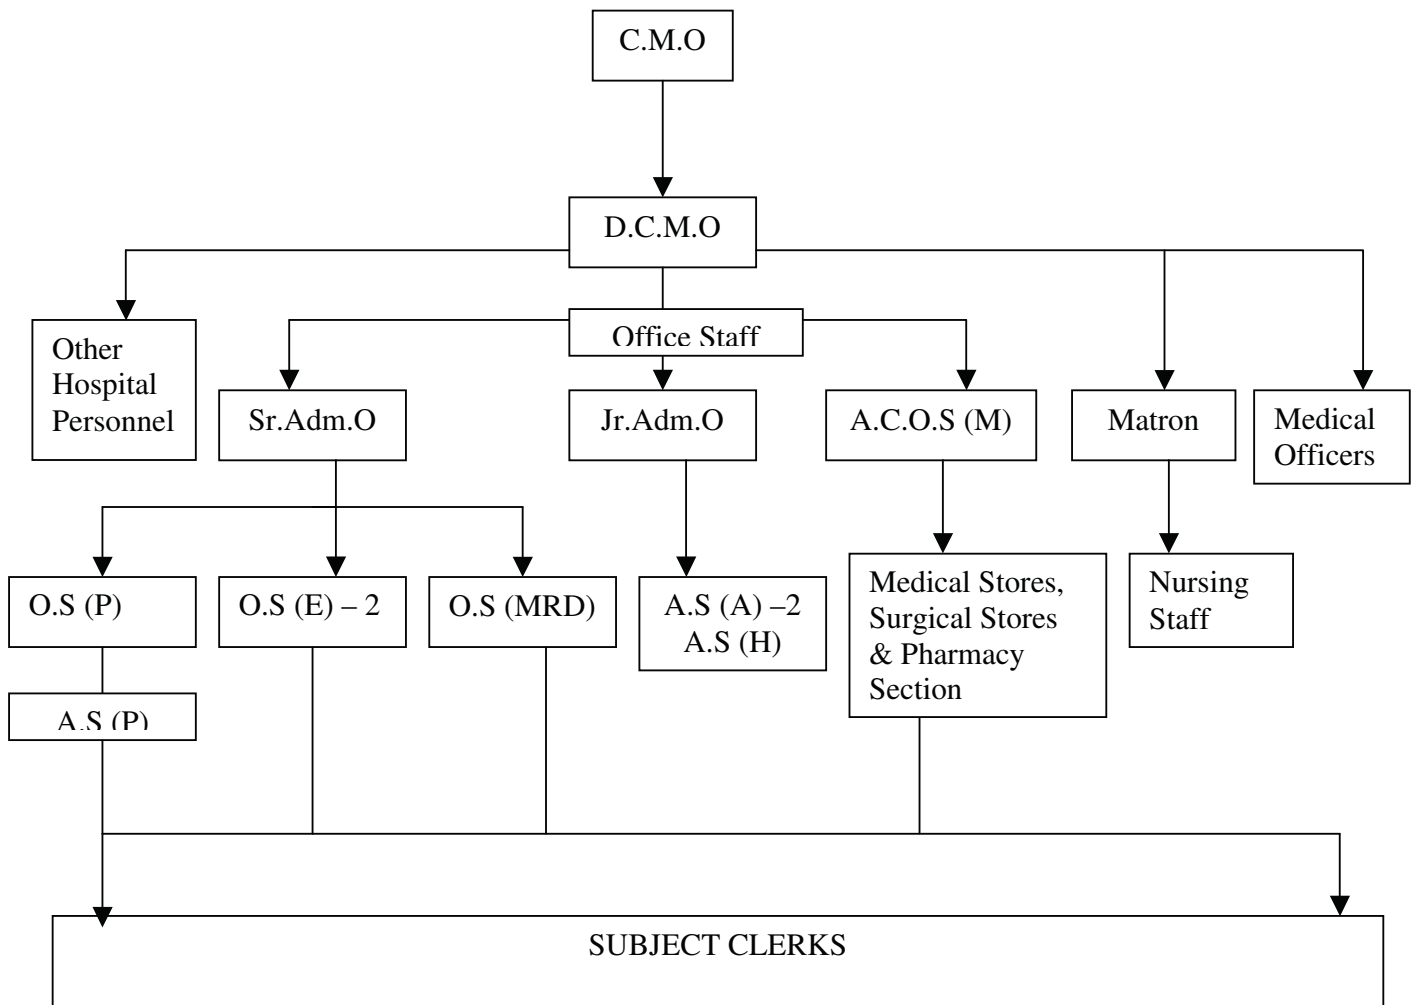 C.M.O
D.C.M.O
Office Staff
Other
Hospital
Personnel
Sr.Adm.O
Jr.Adm.O
A.C.O.S (M)
Matron
Medical
Officers
O.S (P)
O.S (E) – 2
O.S (MRD)
A.S (A) –2
A.S (H)
Medical Stores,
Surgical Stores
& Pharmacy
Section
Nursing
Staff
A.S (P)
SUBJECT CLERKS